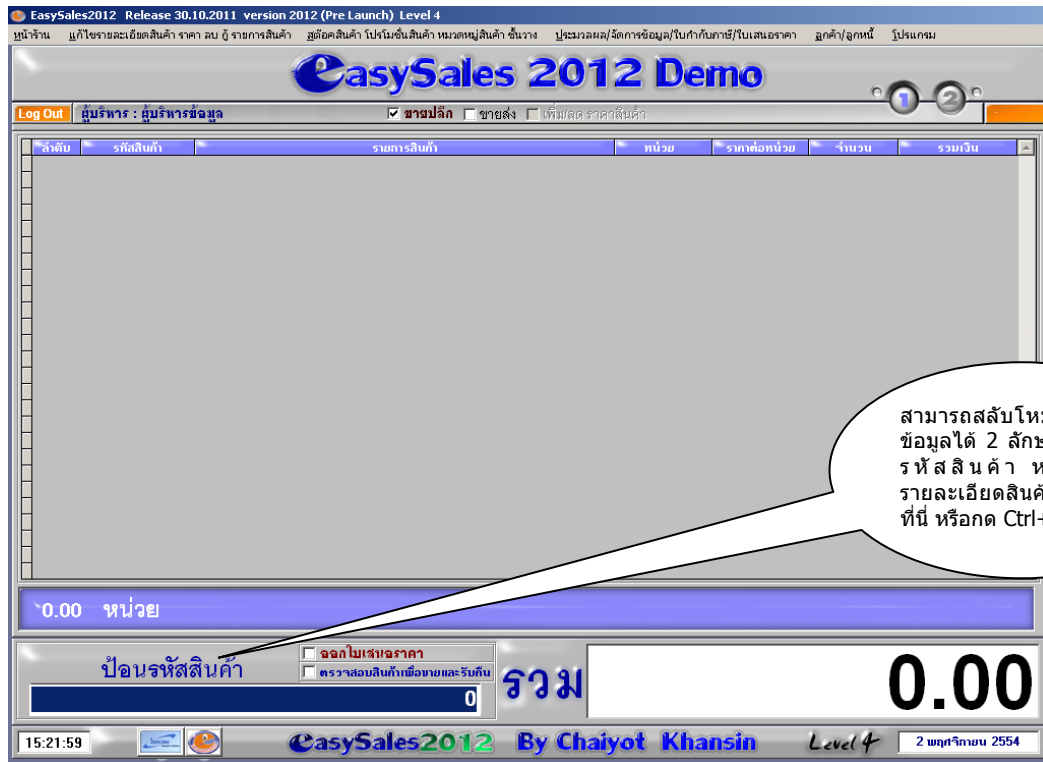 EasySales2012 Release 30.10.2011 version 2012 (Pre Launch) Level 4
หน้าร้าน แก้ไขรายละเอียดสินค้า ราคา ลบ กู้ รายการสินค้า สต๊อคสินค้า โปรโมชั่นสินค้า หมวดหมู่สินค้า ชั้นวาง ประมวลผล/จัดการข้อมูล/ใบกำกับภาษี/ใบเสนอราคา ลูกค้า/ลูกหนี้ โปรแกรม
easySales 2012 Demo
1 2
Log Out ผู้บริหาร : ผู้บริหารข้อมูล ขายปลีก ขายส่ง เพิ่ม/ลด ราคาสินค้า
ลำดับ รหัสสินค้า รายการสินค้า หน่วย ราคาต่อหน่วย จำนวน รวมเงิน
สามารถสลับโห
ข้อมูลได้ 2 ลักษ
รหัสสินค้า ห
รายละเอียดสินค้
ที่นี่ หรือกด Ctrl+
0.00 หน่วย
ออกใบเสนอราคา
ป้อนรหัสสินค้า
ตรวจสอบสินค้าเพื่อขายและรับคืน
0
รวม
0.00
15:21:59 easySales2012 By Chaiyot Khansin Level 4 2 พฤศจิกายน 2554